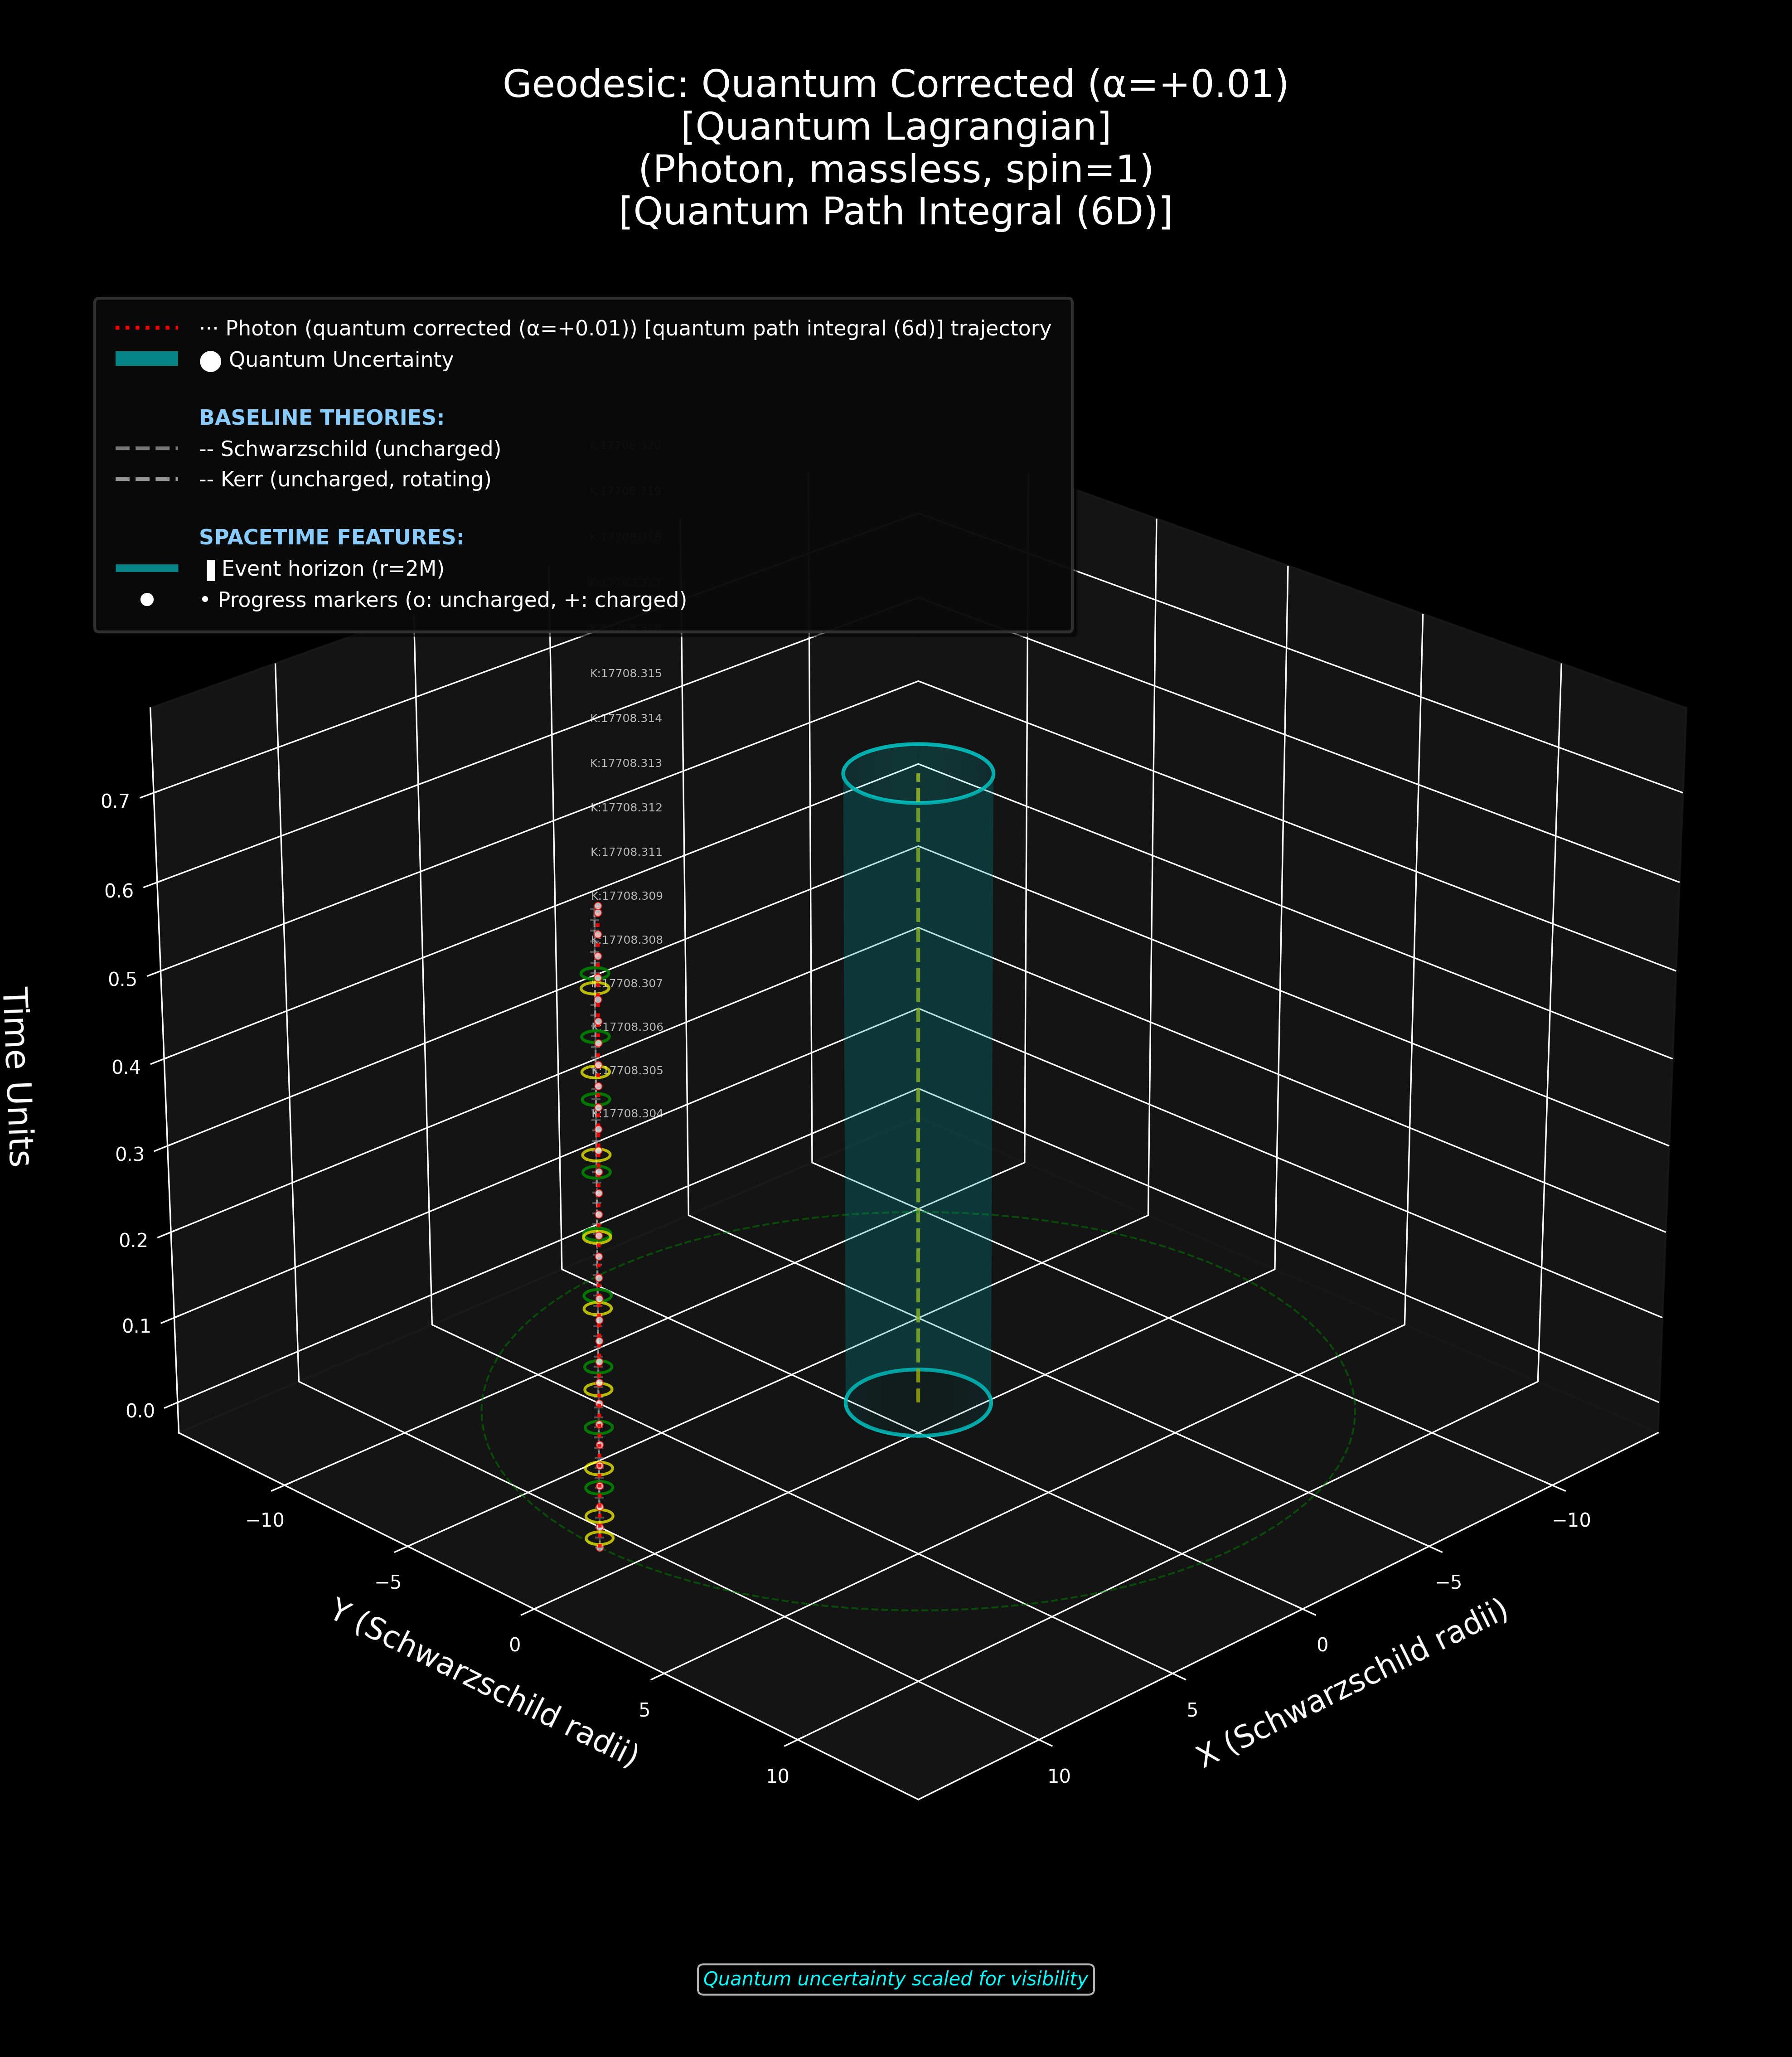 Geodesic: Quantum Corrected (α=+0.01)
[Quantum Lagrangian]
(Photon, massless, spin=1)
[Quantum Path Integral (6D)]
··· Photon (quantum corrected (α=+0.01)) [quantum path integral (6d)] trajectory
● Quantum Uncertainty
BASELINE THEORIES:
-- Schwarzschild (uncharged)
-- Kerr (uncharged, rotating)
SPACETIME FEATURES:
▮ Event horizon (r=2M)
• Progress markers (o: uncharged, +: charged)
K:17708.315
K:17708.314
K:17708.313
K:17708.312
K:17708.311
K:17708.309
K:17708.308
K:17708.307
K:17708.306
K:17708.305
K:17708.304
Time Units
0.7
0.6
0.5
0.4
0.3
0.2
0.1
0.0
−10
−5
0
5
10
Y (Schwarzschild radii)
−10
−5
0
5
10
X (Schwarzschild radii)
Quantum uncertainty scaled for visibility